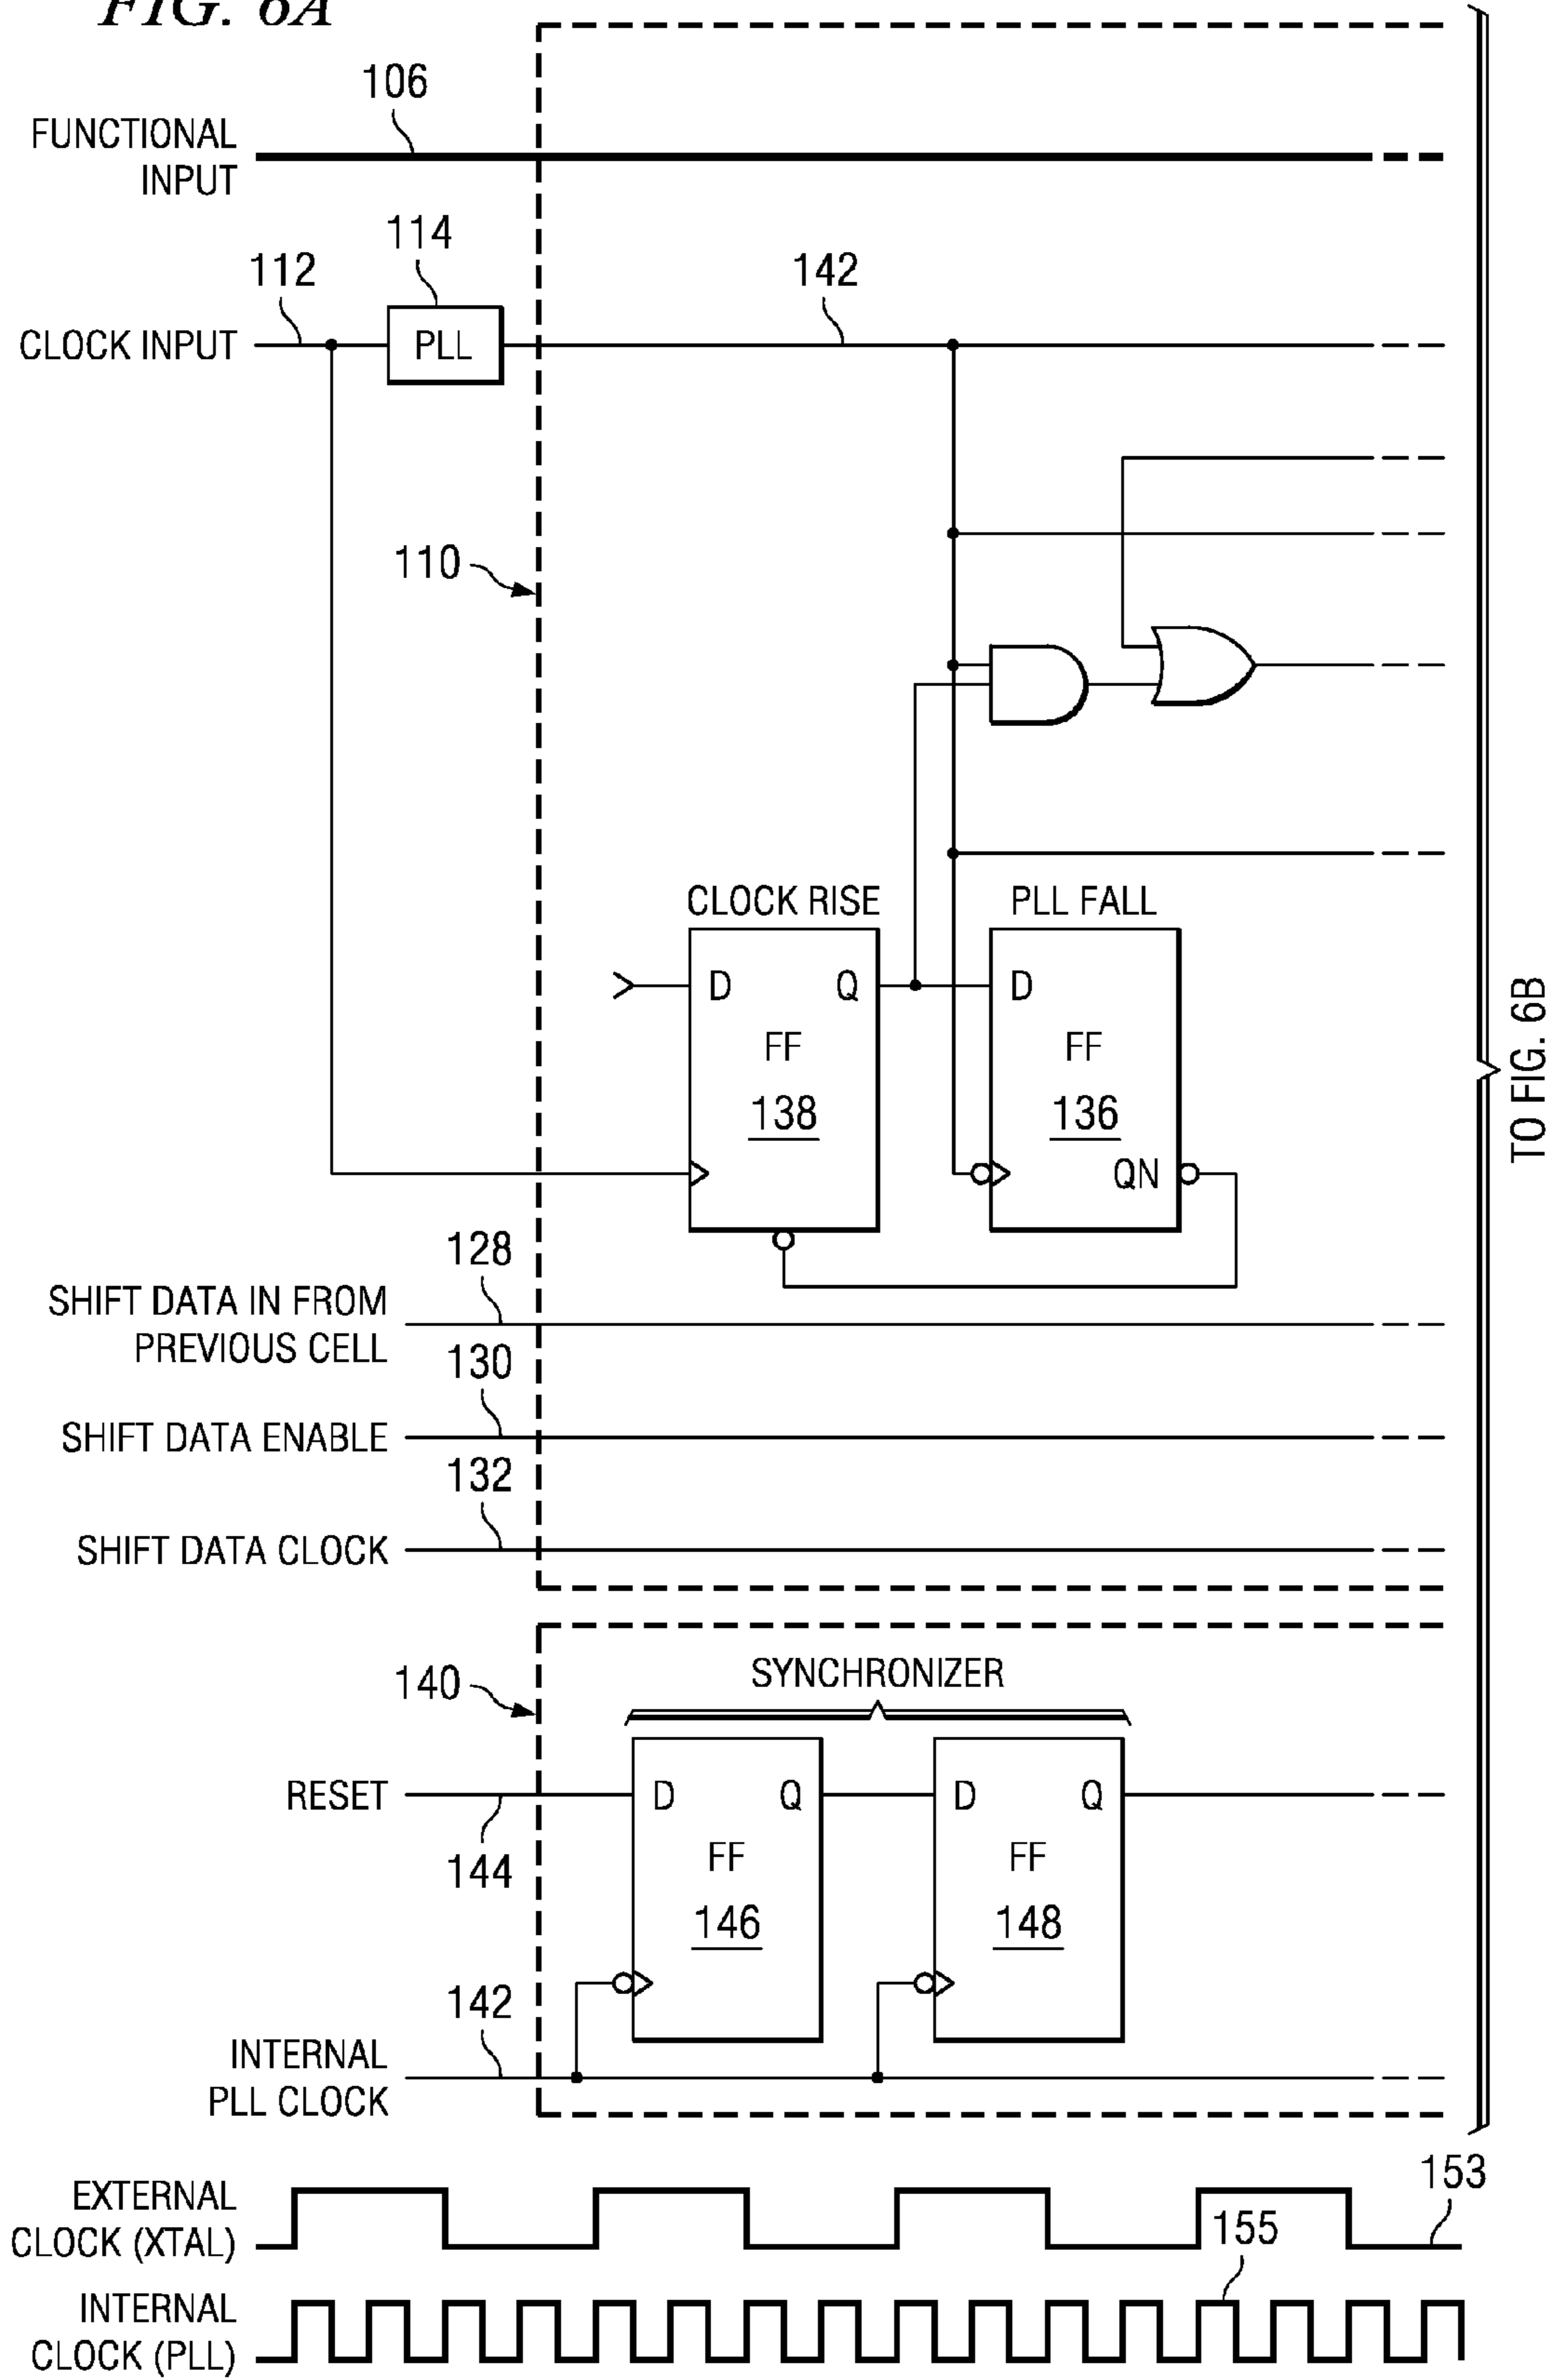 FIG. 6A
106
FUNCTIONAL
INPUT
114
112
142
CLOCK INPUT
PLL
110
CLOCK RISE
PLL FALL
D
Q
D
FF
FF
138
136
QN
TO FIG. 6B
128
SHIFT DATA IN FROM
PREVIOUS CELL
130
SHIFT DATA ENABLE
132
SHIFT DATA CLOCK
140
SYNCHRONIZER
RESET
D
Q
D
Q
144
FF
FF
146
148
142
INTERNAL
PLL CLOCK
153
EXTERNAL
CLOCK (XTAL)
155
INTERNAL
CLOCK (PLL)